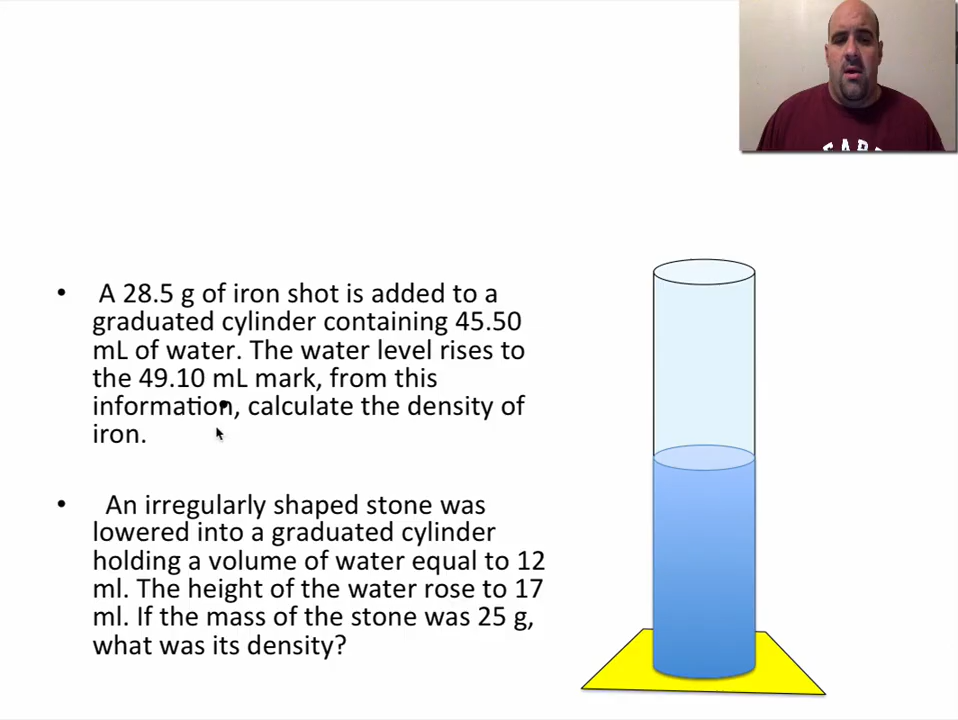 • A 28.5 g of iron shot is added to a
graduated cylinder containing 45.50
mL of water. The water level rises to
the 49.10 mL mark, from this
information, calculate the density of
iron.
• An irregularly shaped stone was
lowered into a graduated cylinder
holding a volume of water equal to 12
ml. The height of the water rose to 17
ml. If the mass of the stone was 25 g,
what was its density?